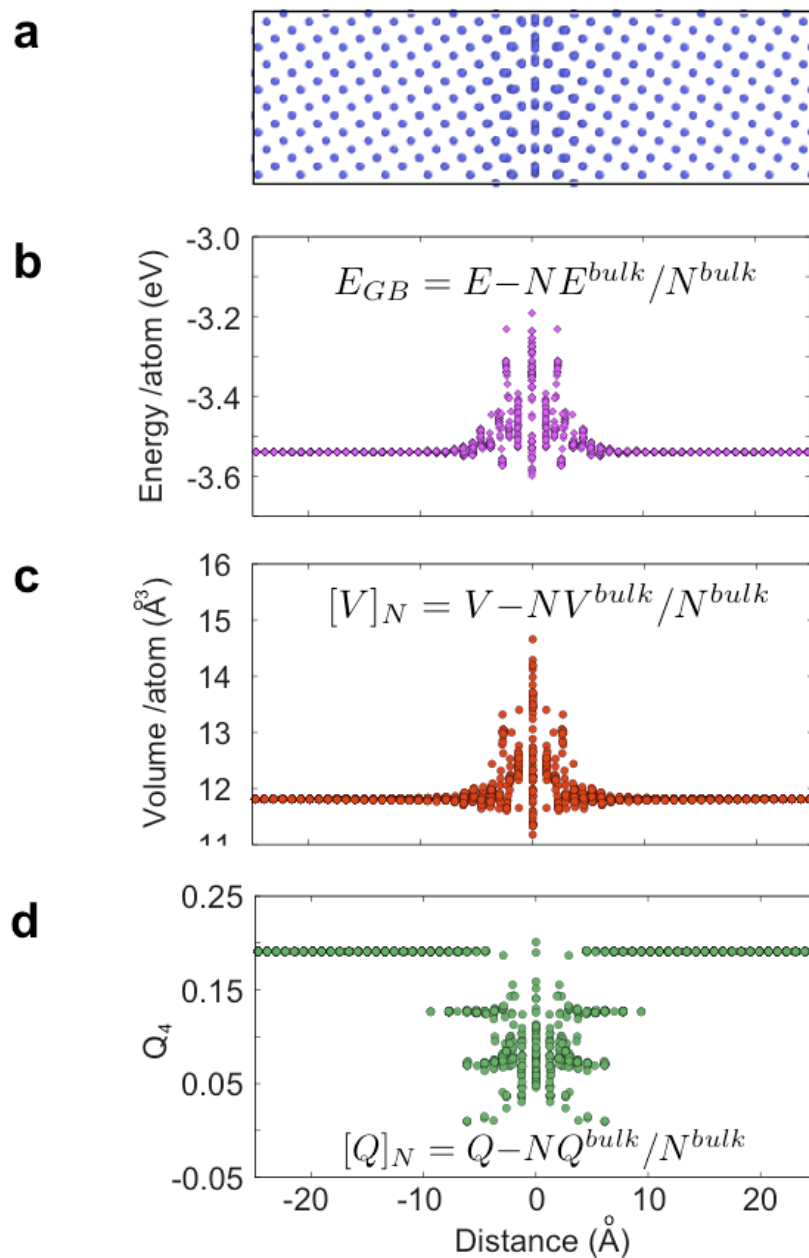 a
b
-3.0
-3.2
-3.4
-3.6
Energy /atom (eV)
E_{GB} = E−NE^{bulk}/N^{bulk}
c
16
15
14
13
12
11
Volume /atom (Å³)
[V]_N = V−NV^{bulk}/N^{bulk}
d
0.25
0.15
0.05
-0.05
Q₄
[Q]_N = Q−NQ^{bulk}/N^{bulk}
-20 -10 0 10 20
Distance (Å)